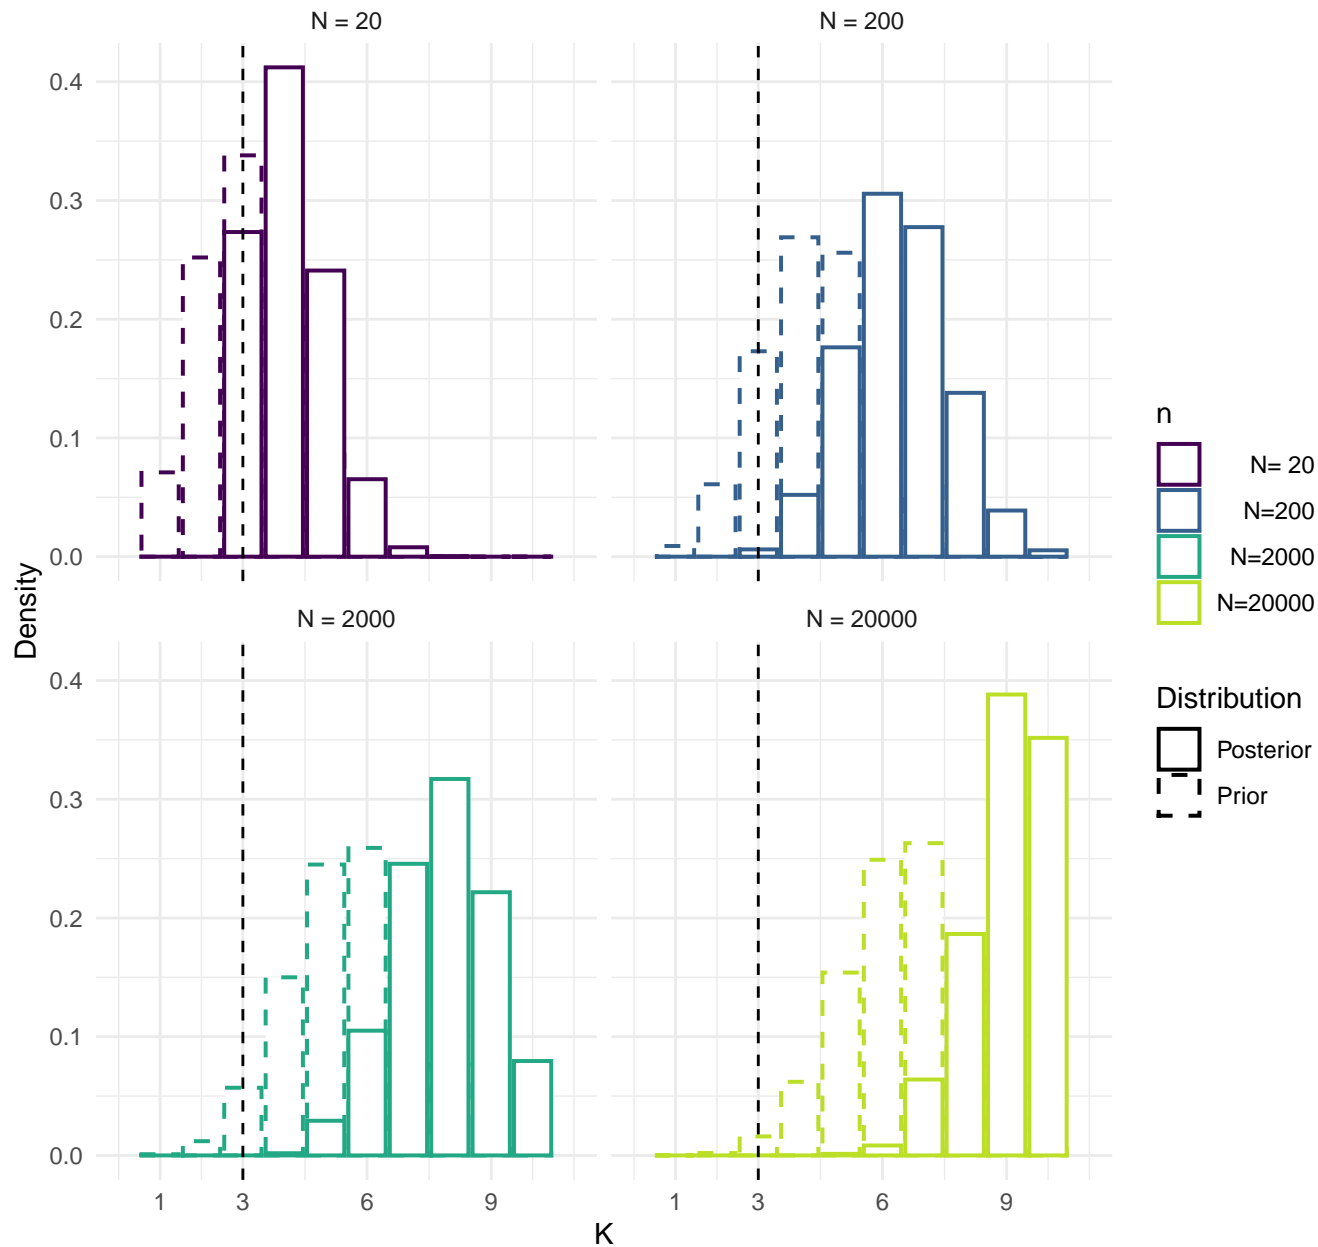 N = 20
N = 200
0.4
0.3
0.2
0.1
0.0
Density
N = 2000
N = 20000
0.4
0.3
0.2
0.1
0.0
1 3 6 9
1 3 6 9
K
n
N= 20
N=200
N=2000
N=20000
Distribution
Posterior
Prior